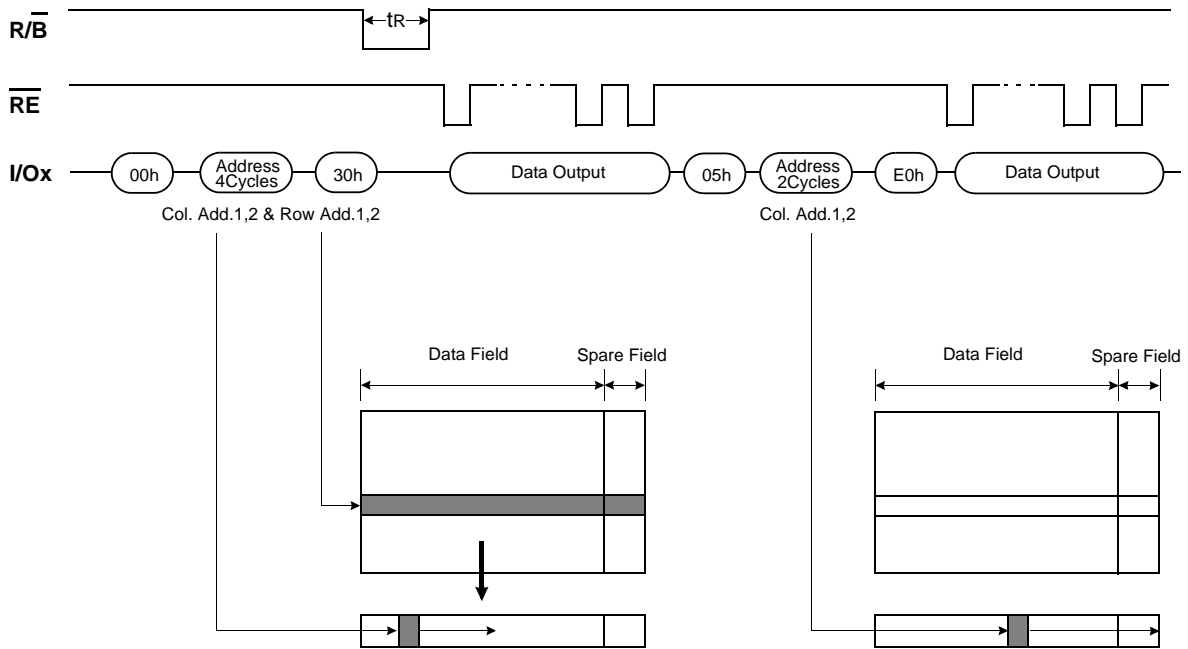 R/B
tR
RE
I/Ox
00h
Address
4Cycles
30h
Data Output
05h
Address
2Cycles
E0h
Data Output
Col. Add.1,2 & Row Add.1,2
Col. Add.1,2
Data Field
Spare Field
Data Field
Spare Field